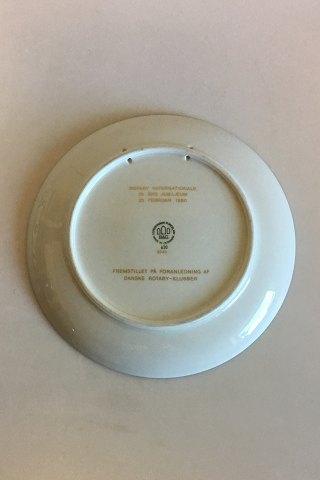 ROTARY INTERNATIONALS
75 ÅRS JUBILÆUM
23 FEBRUAR 1980
B&G
FREMSTILLET PÅ FORANLEDNING AF
DANSKE ROTARY-KLUBBER